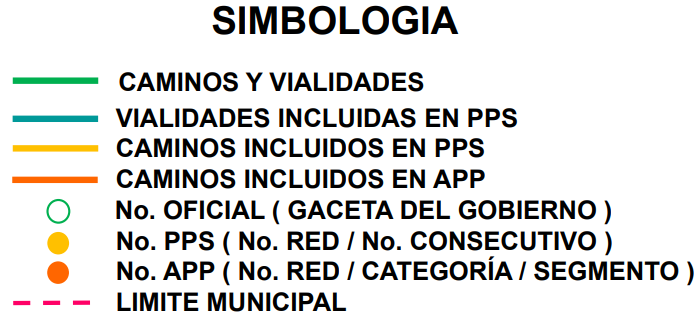 SIMBOLOGIA
CAMINOS Y VIALIDADES
VIALIDADES INCLUIDAS EN PPS
CAMINOS INCLUIDOS EN PPS
CAMINOS INCLUIDOS EN APP
No. OFICIAL ( GACETA DEL GOBIERNO )
No. PPS ( No. RED / No. CONSECUTIVO )
No. APP ( No. RED / CATEGORÍA / SEGMENTO )
LIMITE MUNICIPAL